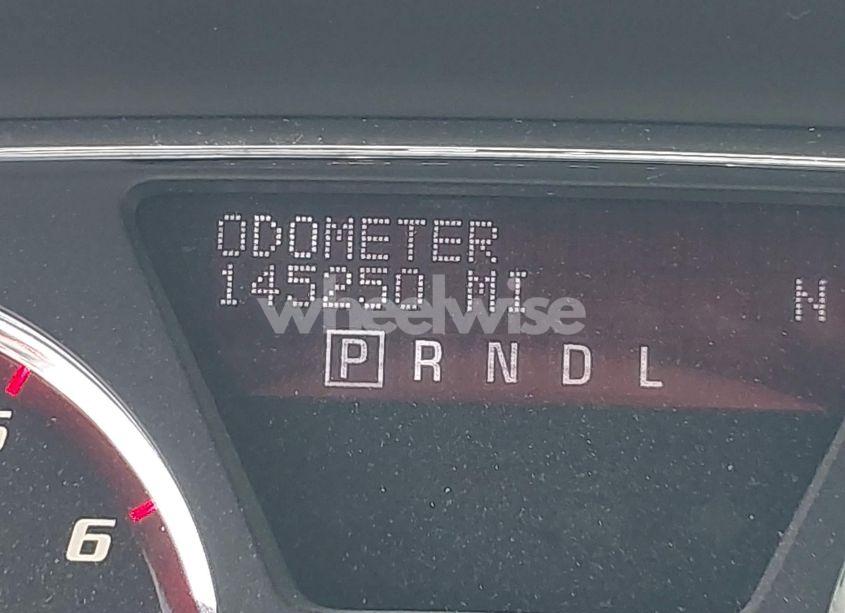 ODOMETER
145250 MI
N
wheelwise
P R N D L
5
6